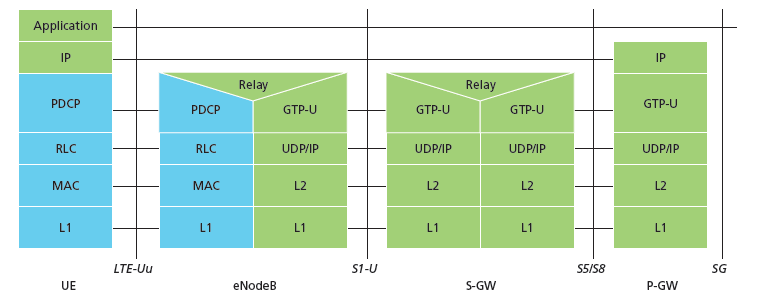 Application
IP IP
Relay Relay
PDCP PDCP GTP-U GTP-U GTP-U GTP-U
RLC RLC UDP/IP UDP/IP UDP/IP UDP/IP
MAC MAC L2 L2 L2 L2
L1 L1 L1 L1 L1 L1
LTE-Uu S1-U S5/S8 SG
UE eNodeB S-GW P-GW